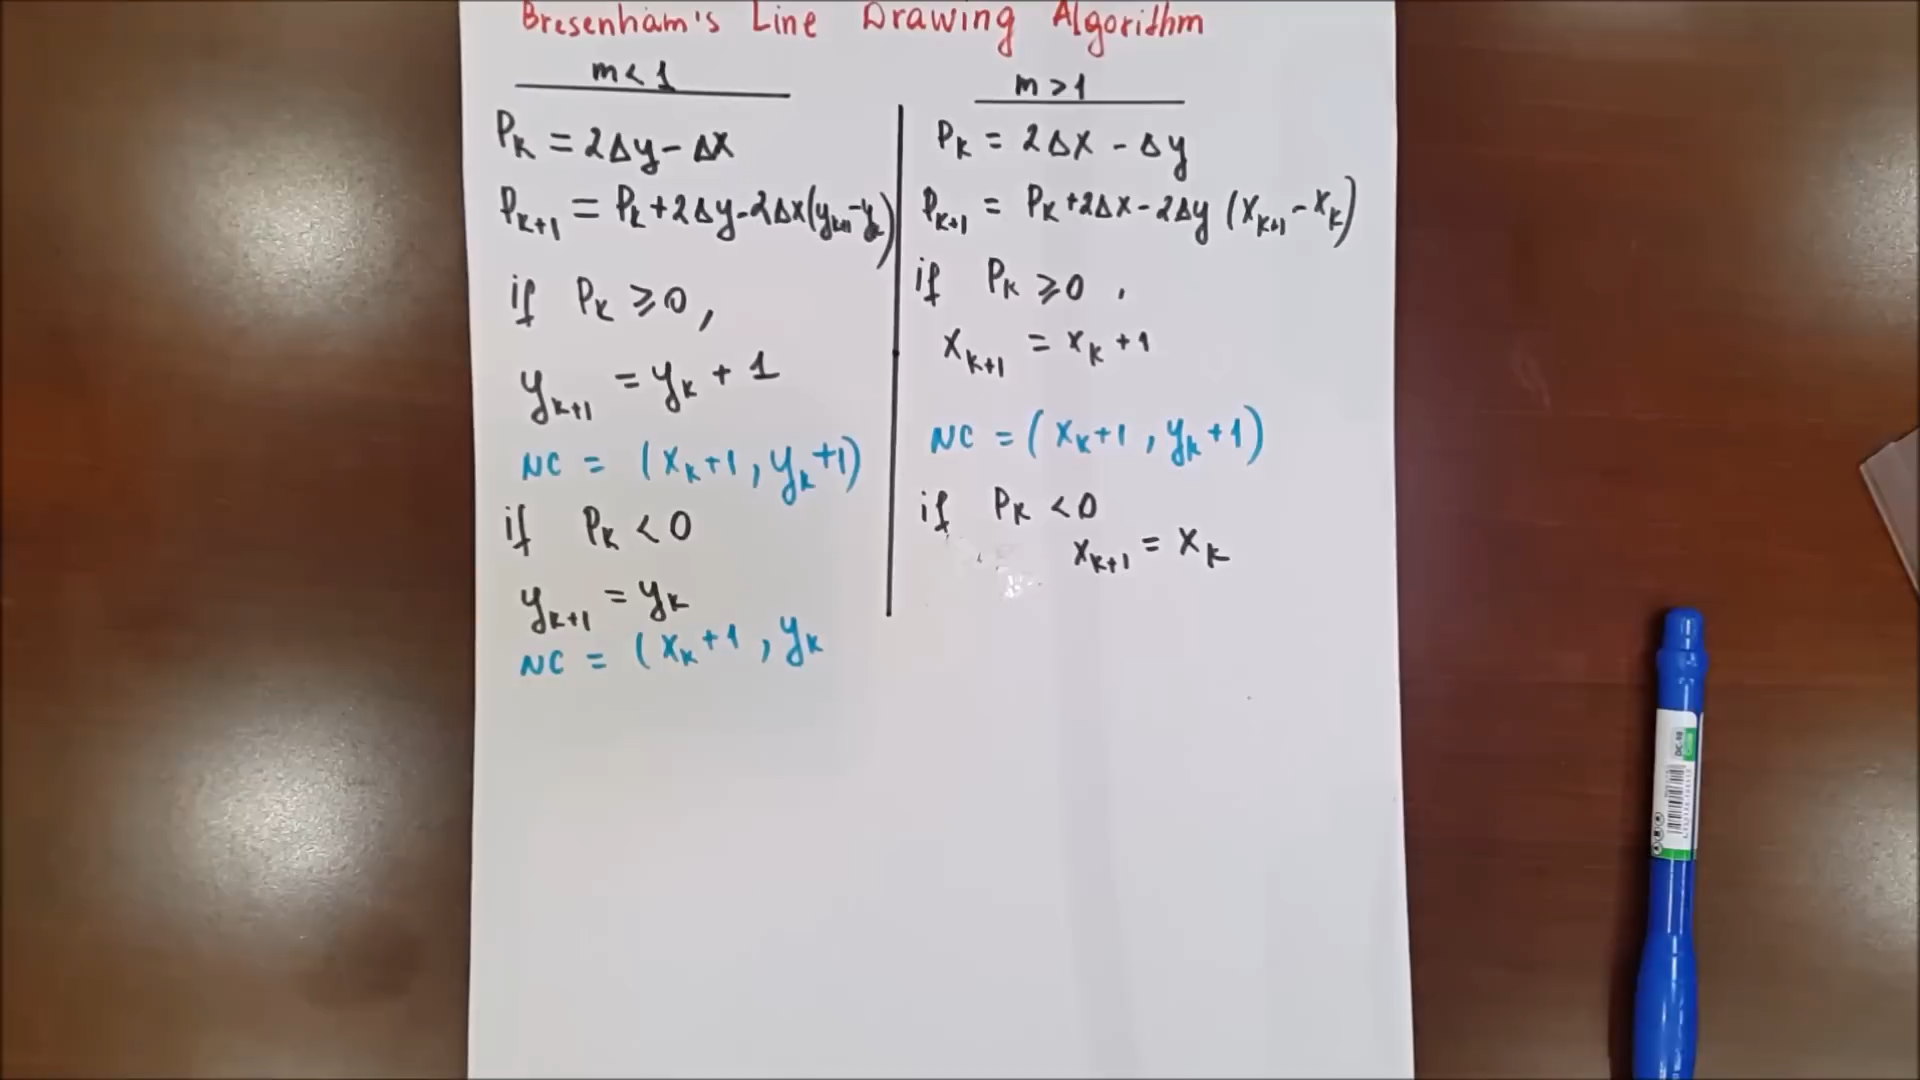 Bresenham's Line Drawing Algorithm
m < 1
Pk = 2Δy - Δx
Pk+1 = Pk + 2Δy - 2Δx(yk+1 - yk)
if Pk ≥ 0,
yk+1 = yk + 1
NC = (xk+1, yk+1)
if Pk < 0
yk+1 = yk
NC = (xk+1, yk
m > 1
Pk = 2Δx - Δy
Pk+1 = Pk + 2Δx - 2Δy (xk+1 - xk)
if Pk ≥ 0,
xk+1 = xk + 1
NC = (xk+1, yk+1)
if Pk < 0
xk+1 = xk